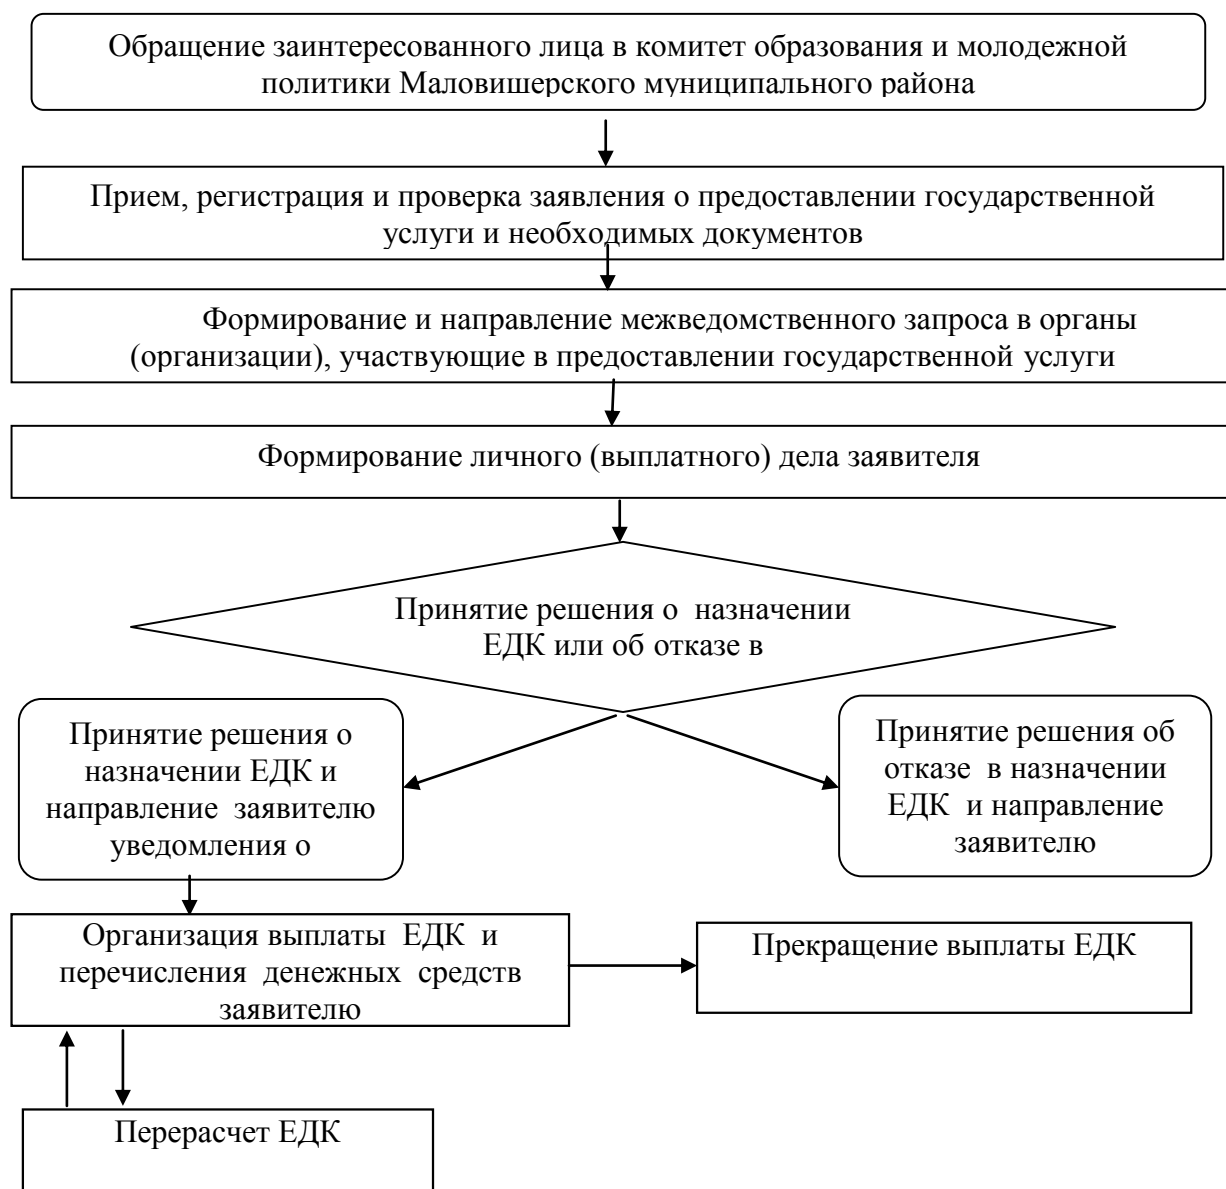 Обращение заинтересованного лица в комитет образования и молодежной
политики Маловишерского муниципального района
Прием, регистрация и проверка заявления о предоставлении государственной
услуги и необходимых документов
Формирование и направление межведомственного запроса в органы
(организации), участвующие в предоставлении государственной услуги
Формирование личного (выплатного) дела заявителя
Принятие решения о назначении
ЕДК или об отказе в
Принятие решения о
назначении ЕДК и
направление заявителю
уведомления о
Принятие решения об
отказе в назначении
ЕДК и направление
заявителю
Организация выплаты ЕДК и
перечисления денежных средств
заявителю
Прекращение выплаты ЕДК
Перерасчет ЕДК